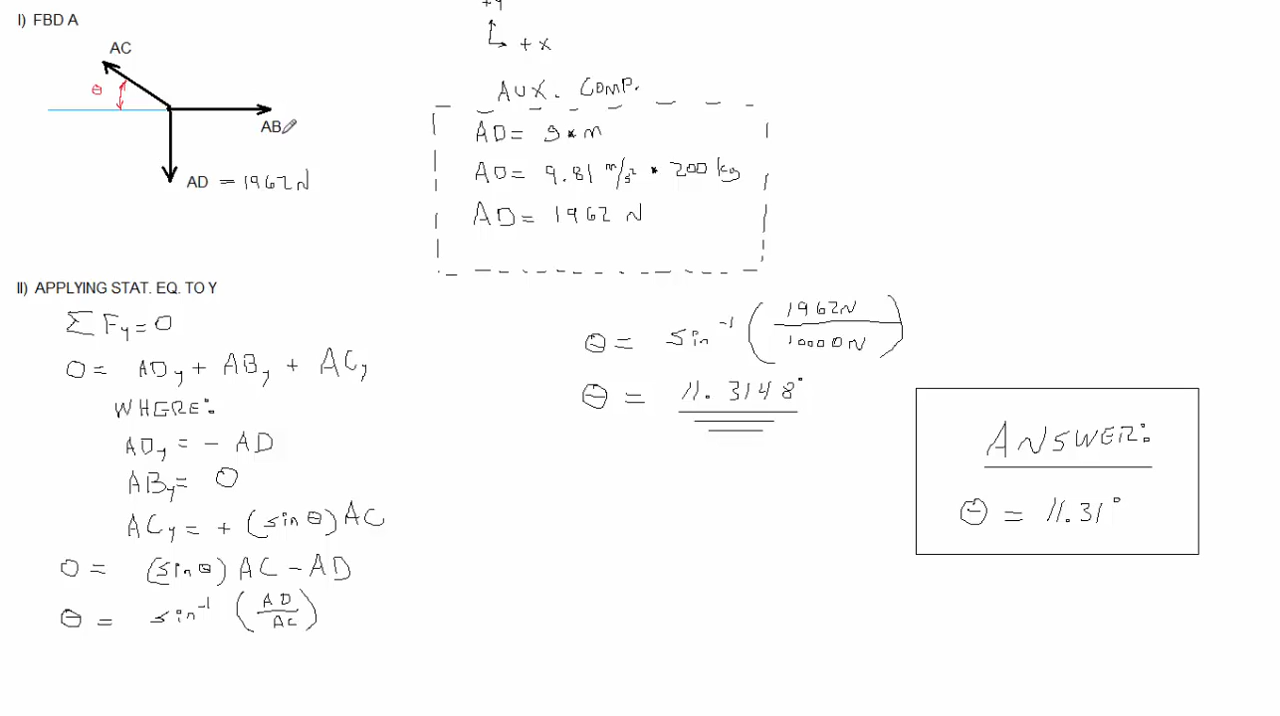 I) FBD A
AC
θ
AB
AD = 1962 N
+y
+ x
AUX. COMP.
AD = g * m
AD = 9.81 m/s² * 200 kg
AD = 1962 N
II) APPLYING STAT. EQ. TO Y
Σ Fy = 0
0 = ADy + ABy + ACy
WHERE:
ADy = - AD
ABy = 0
ACy = + (sin θ) AC
0 = (sin θ) AC - AD
θ = sin⁻¹ (AD/AC)
θ = sin⁻¹ (1962N/10000N)
θ = 11.3148°
ANSWER:
θ = 11.31°